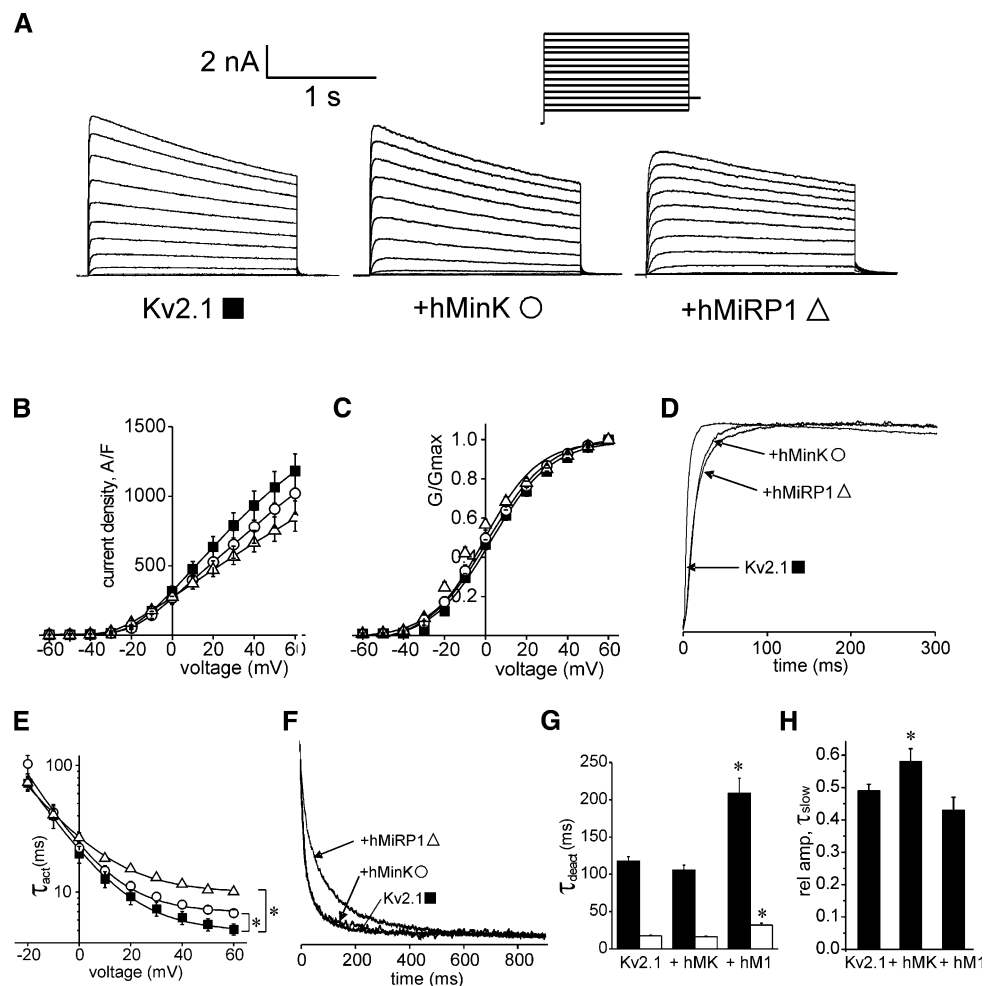 A
2 nA
1 s
Kv2.1 ■
+hMinK ○
+hMiRP1 △
B
current density, A/F
1500
1000
500
-60 -40 -20 0 20 40 60
voltage (mV)
C
G/Gmax
1.0
0.8
0.6
0.4
0.2
-60 -40 -20 0 20 40 60
voltage (mV)
D
+hMinK ○
+hMiRP1 △
Kv2.1 ■
0 100 200 300
time (ms)
E
τact(ms)
100
10
*
*
-20 0 20 40 60
voltage (mV)
F
+hMiRP1 △
+hMinK ○
Kv2.1 ■
0 200 400 600 800
time (ms)
G
τdeact (ms)
250
200
150
100
50
0
*
*
Kv2.1 + hMK + hM1
H
rel amp, τslow
0.6
0.5
0.4
0.3
0.2
0.1
0.0
*
Kv2.1 + hMK + hM1